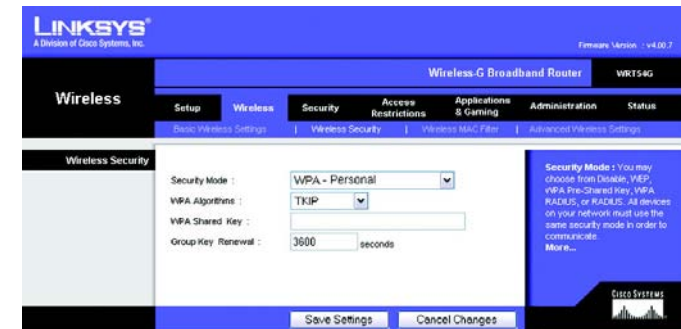 LINKSYS®
A Division of Cisco Systems, Inc.
Firmware Version : v4.00.7
Wireless-G Broadband Router WRT54G
Wireless
Setup Wireless Security Access Restrictions Applications & Gaming Administration Status
Basic Wireless Settings | Wireless Security | Wireless MAC Filter | Advanced Wireless Settings
Wireless Security
Security Mode : WPA - Personal
WPA Algorithms : TKIP
WPA Shared Key :
Group Key Renewal : 3600 seconds
Security Mode : You may
choose from Disable, WEP,
WPA Pre-Shared Key, WPA
RADIUS, or RADIUS. All devices
on your network must use the
same security mode in order to
communicate.
More...
CISCO SYSTEMS
Save Settings Cancel Changes